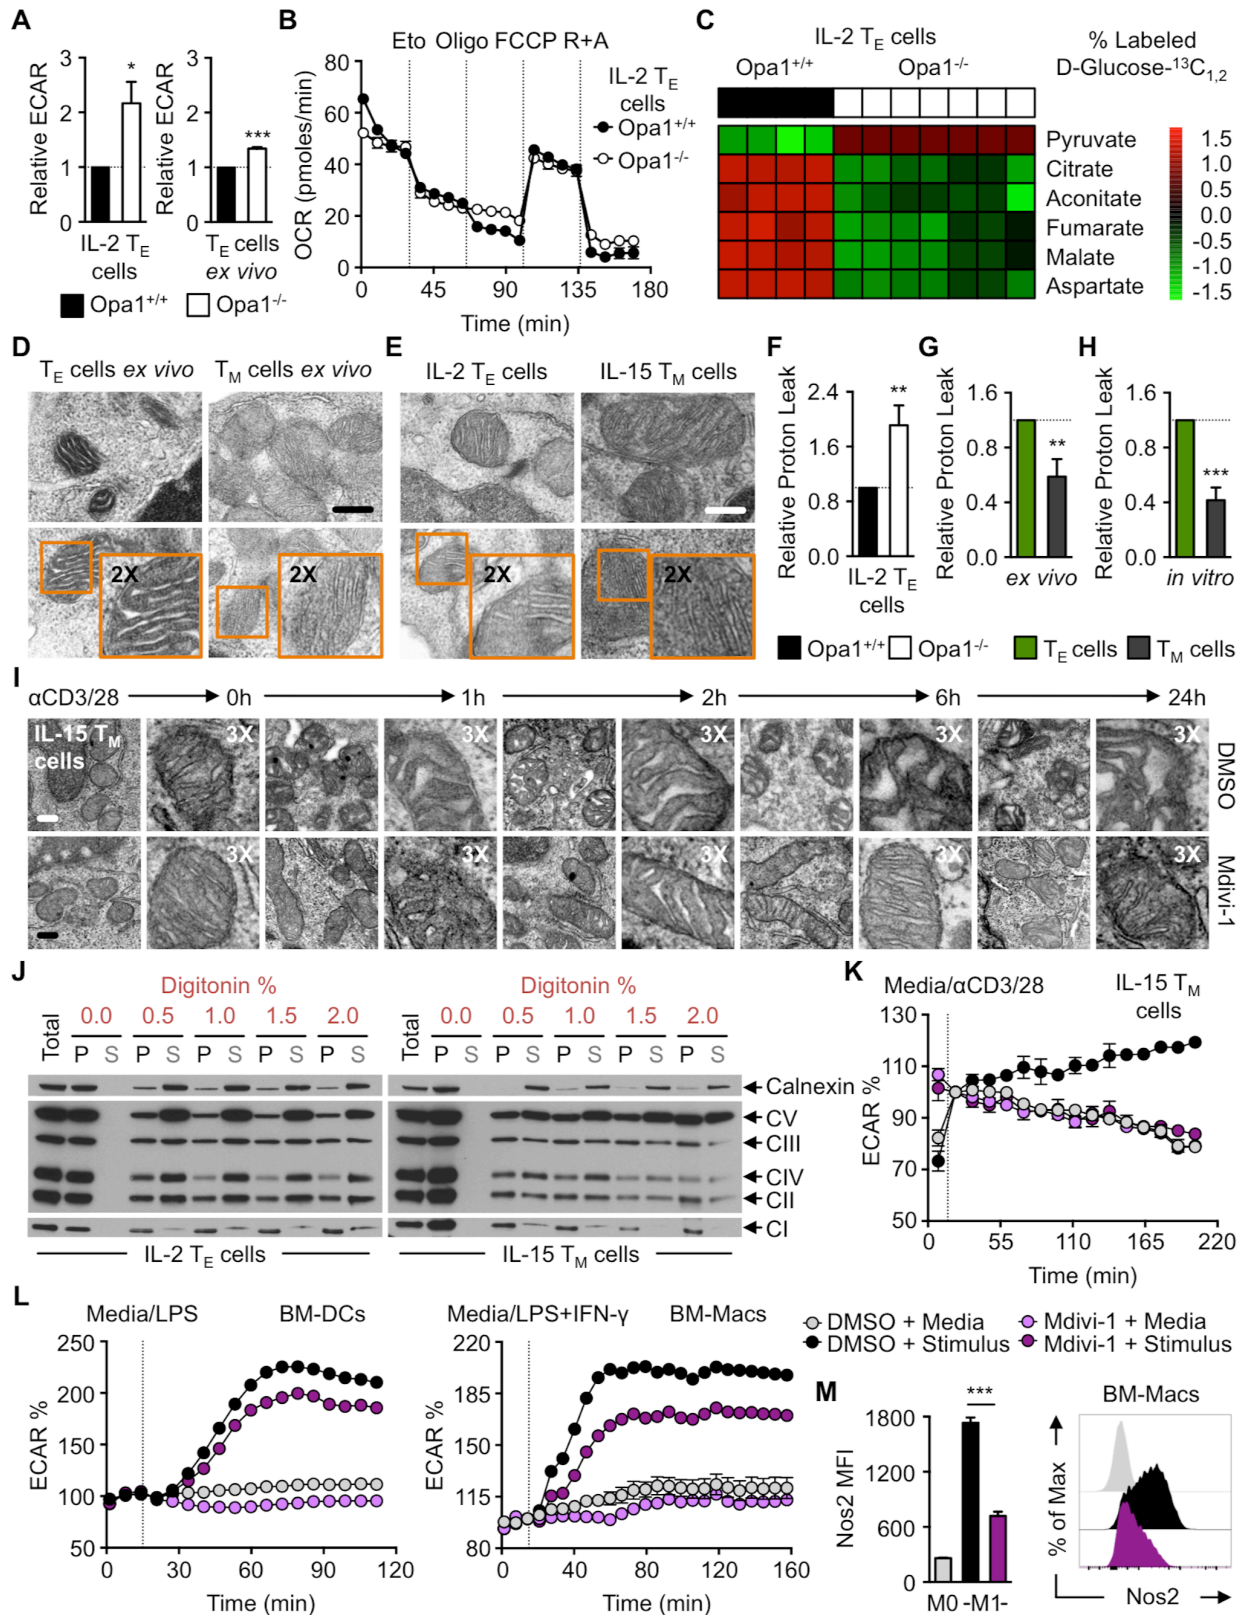 A
Relative ECAR
3
2
1
0
*
IL-2 TE cells
Relative ECAR
3
2
1
0
***
TE cells ex vivo
Opa1+/+ Opa1-/-
B
Eto Oligo FCCP R+A
OCR (pmoles/min)
80
60
40
20
0
0 45 90 135 180
Time (min)
IL-2 TE cells
Opa1+/+
Opa1-/-
C
IL-2 TE cells
Opa1+/+ Opa1-/-
% Labeled
D-Glucose-13C1,2
Pyruvate
Citrate
Aconitate
Fumarate
Malate
Aspartate
1.5
1.0
0.5
0.0
-0.5
-1.0
-1.5
D
TE cells ex vivo TM cells ex vivo
2X 2X
E
IL-2 TE cells IL-15 TM cells
2X 2X
F
Relative Proton Leak
2.4
1.6
0.8
0.0
**
IL-2 TE cells
G
Relative Proton Leak
1.6
0.8
0.4
0.0
**
ex vivo
H
Relative Proton Leak
1.6
0.8
0.4
0.0
***
in vitro
Opa1+/+ Opa1-/- TE cells TM cells
I
αCD3/28 0h 1h 2h 6h 24h
IL-15 TM cells
3X 3X 3X 3X 3X
DMSO
3X 3X 3X 3X 3X
Mdivi-1
J
Digitonin % Digitonin %
Total 0.0 0.5 1.0 1.5 2.0 Total 0.0 0.5 1.0 1.5 2.0
P S P S P S P S P S P S P S P S P S P S
Calnexin
CV
CIII
CIV
CII
CI
IL-2 TE cells IL-15 TM cells
K
Media/αCD3/28 IL-15 TM cells
ECAR %
130
110
90
70
50
0 55 110 165 220
Time (min)
L
Media/LPS BM-DCs
ECAR %
250
200
150
100
50
0 30 60 90 120
Time (min)
Media/LPS+IFN-γ BM-Macs
ECAR %
220
185
150
115
80
0 40 80 120 160
Time (min)
DMSO + Media Mdivi-1 + Media
DMSO + Stimulus Mdivi-1 + Stimulus
M
Nos2 MFI
1800
1200
600
0
***
M0 -M1-
BM-Macs
% of Max
Nos2